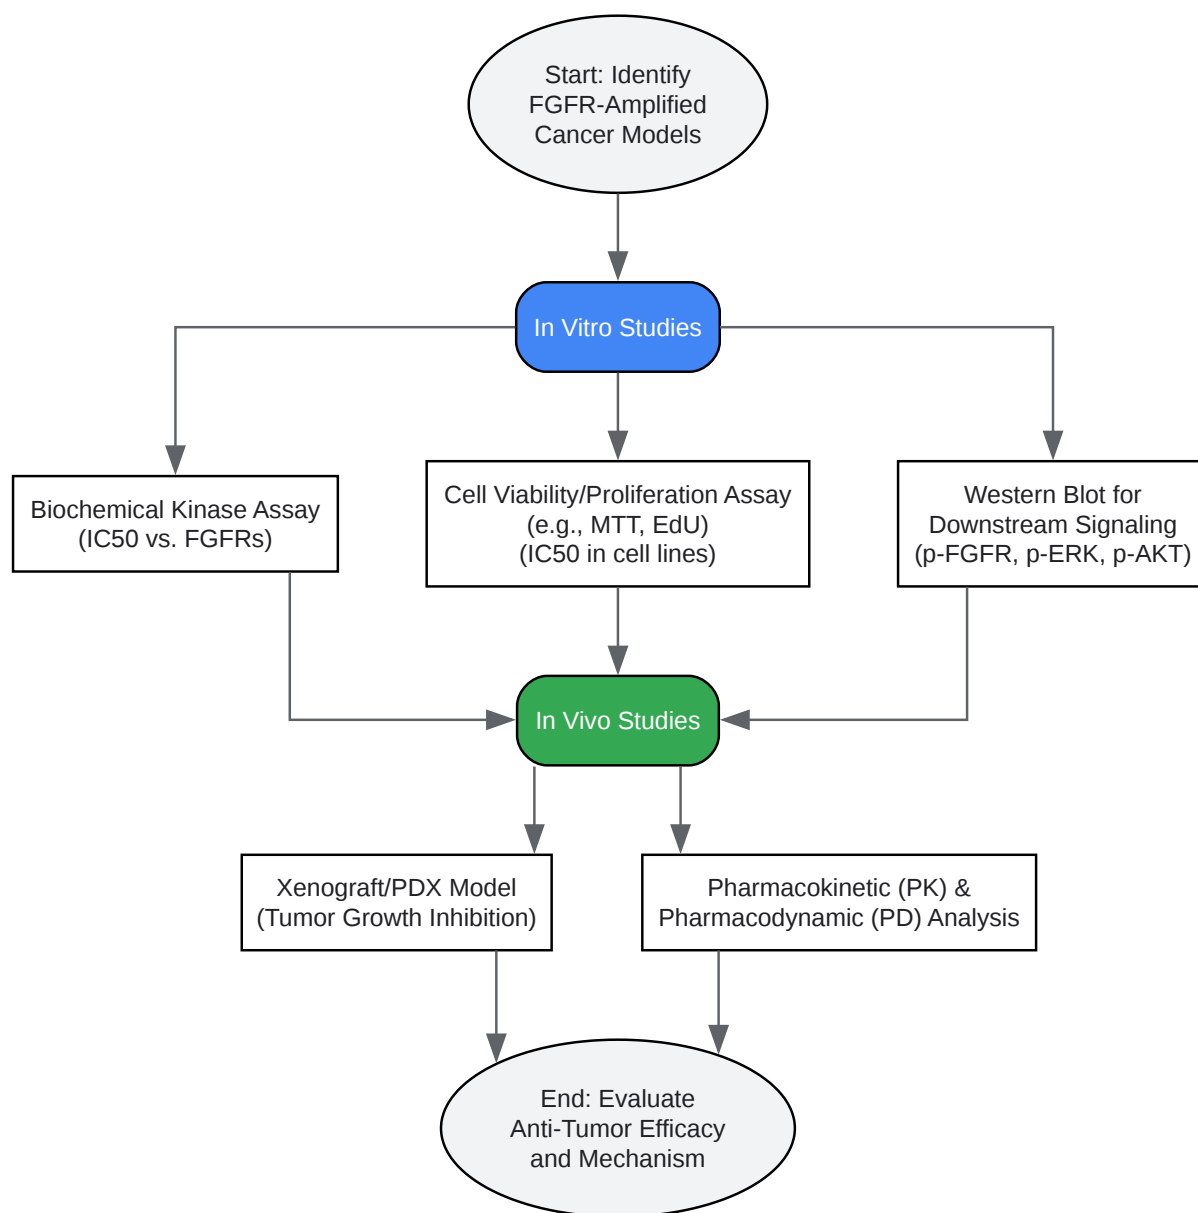 Start: Identify
FGFR-Amplified
Cancer Models
In Vitro Studies
Biochemical Kinase Assay
(IC50 vs. FGFRs)
Cell Viability/Proliferation Assay
(e.g., MTT, EdU)
(IC50 in cell lines)
Western Blot for
Downstream Signaling
(p-FGFR, p-ERK, p-AKT)
In Vivo Studies
Xenograft/PDX Model
(Tumor Growth Inhibition)
Pharmacokinetic (PK) &
Pharmacodynamic (PD) Analysis
End: Evaluate
Anti-Tumor Efficacy
and Mechanism